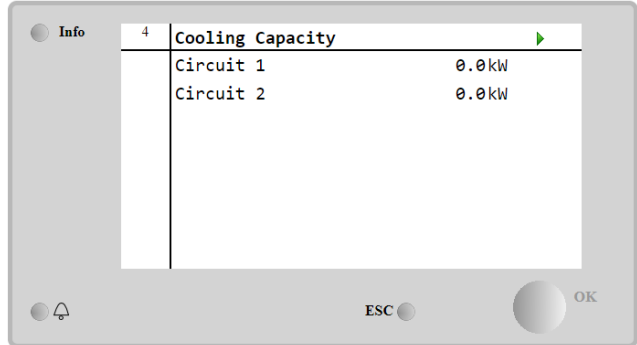 Info
4 Cooling Capacity
Circuit 1 0.0kW
Circuit 2 0.0kW
ESC
OK